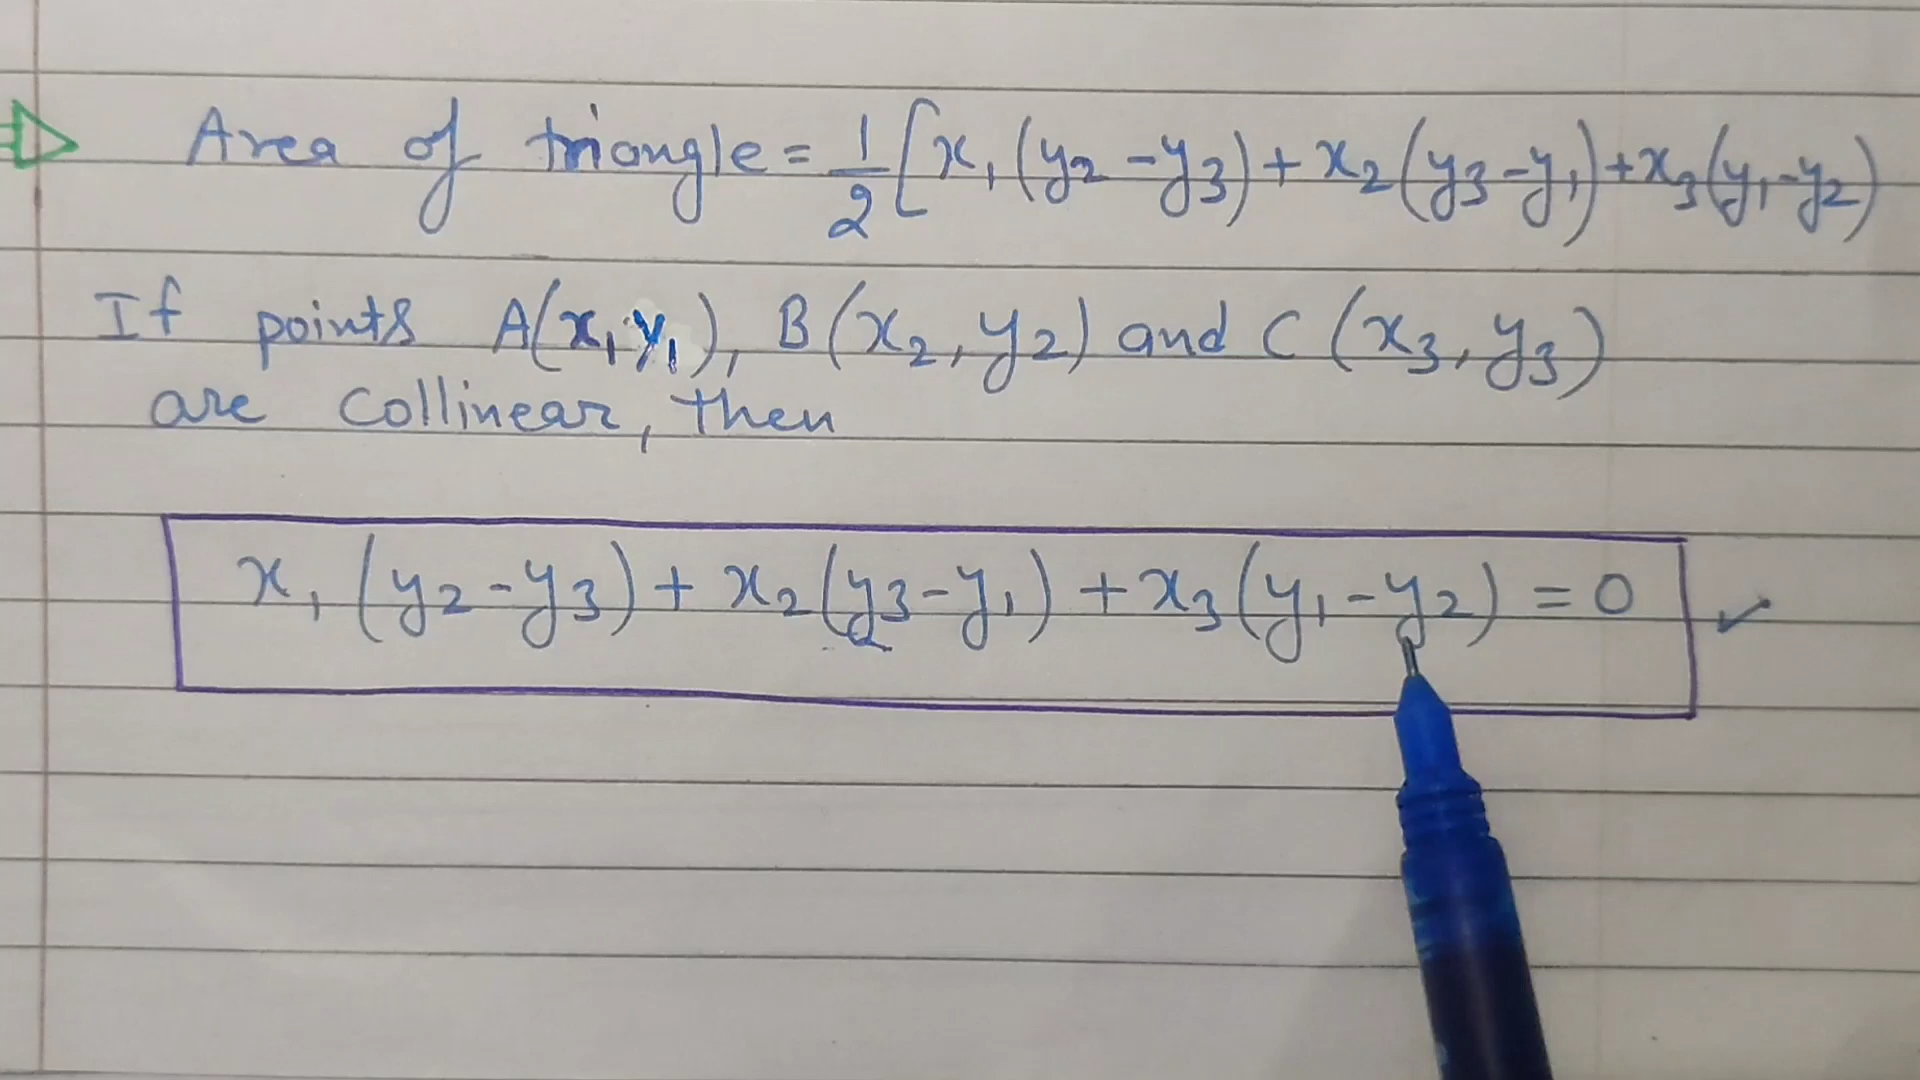 Area of triangle = 1/2 [x₁(y₂-y₃)+x₂(y₃-y₁)+x₃(y₁-y₂)
If points A(x₁,y₁), B(x₂,y₂) and C(x₃,y₃)
are collinear, then
x₁(y₂-y₃)+x₂(y₃-y₁)+x₃(y₁-y₂)=0 ✓